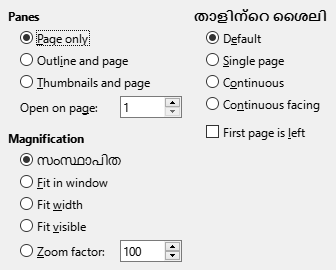 Panes
Page only
Outline and page
Thumbnails and page
Open on page: 1
Magnification
സംസ്ഥാപിത
Fit in window
Fit width
Fit visible
Zoom factor: 100
താളിന്റെ ശൈലി
Default
Single page
Continuous
Continuous facing
First page is left